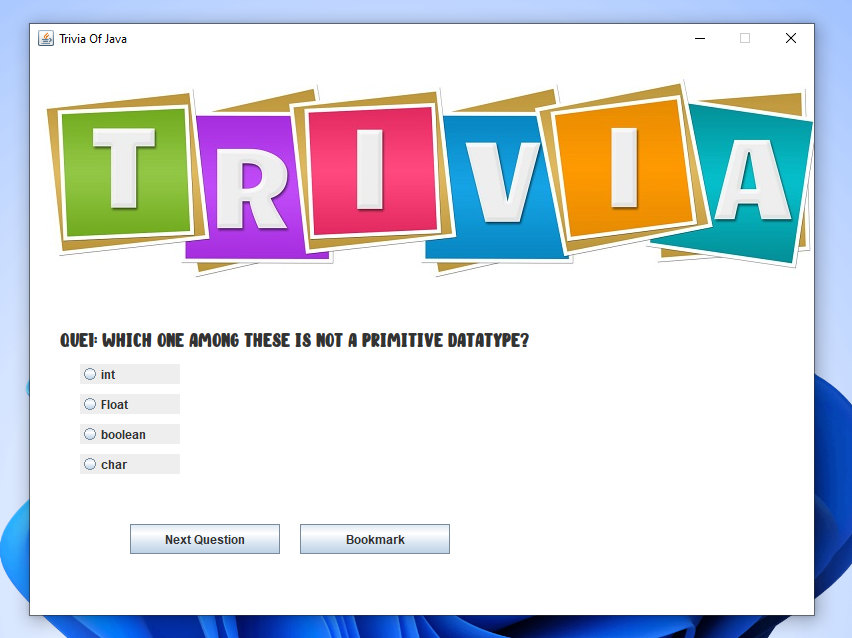 Trivia Of Java
TRIVIA
QUE1: WHICH ONE AMONG THESE IS NOT A PRIMITIVE DATATYPE?
int
Float
boolean
char
Next Question
Bookmark